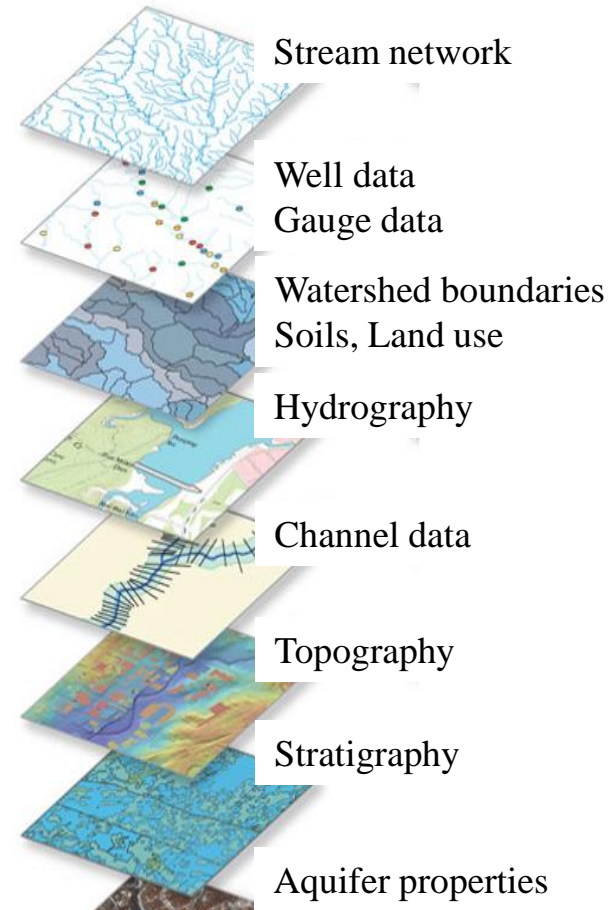 Stream network
Well data
Gauge data
Watershed boundaries
Soils, Land use
Hydrography
Channel data
Topography
Stratigraphy
Aquifer properties